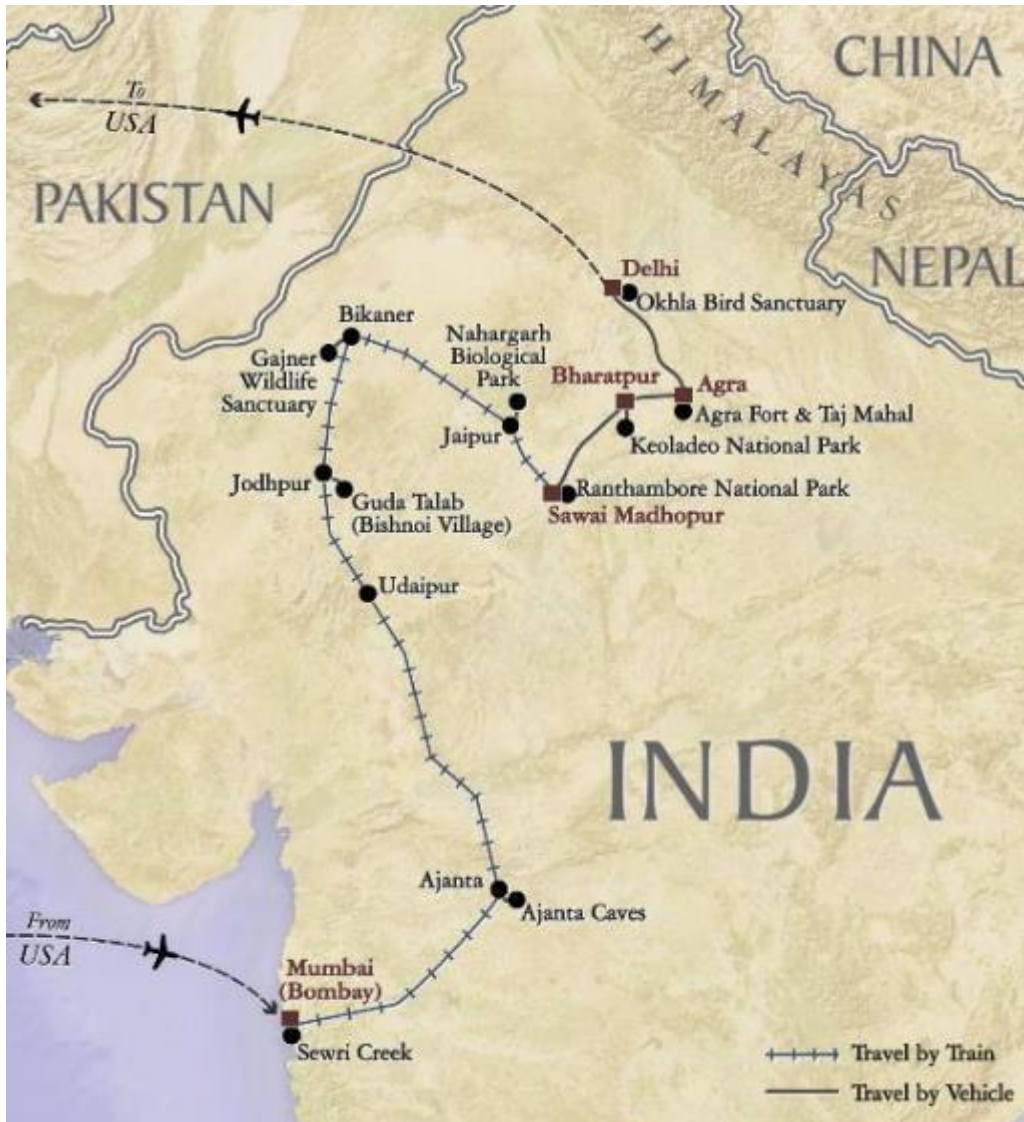 CHINA
HIMALAYAS
To
USA
PAKISTAN
NEPAL
Delhi
Okhla Bird Sanctuary
Bikaner
Nahargarh
Biological
Park
Gajner
Wildlife
Sanctuary
Bharatpur
Agra
Agra Fort & Taj Mahal
Jaipur
Keoladeo National Park
Jodhpur
Guda Talab
(Bishnoi Village)
Ranthambore National Park
Sawai Madhopur
Udaipur
INDIA
Ajanta
Ajanta Caves
From
USA
Mumbai
(Bombay)
Sewri Creek
Travel by Train
Travel by Vehicle